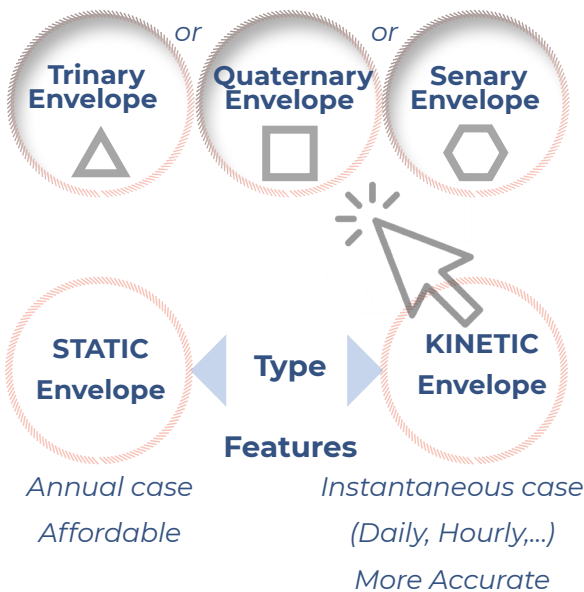 or
or
Trinary
Envelope
Quaternary
Envelope
Senary
Envelope
STATIC
Envelope
Type
KINETIC
Envelope
Features
Annual case
Affordable
Instantaneous case
(Daily, Hourly,...)
More Accurate